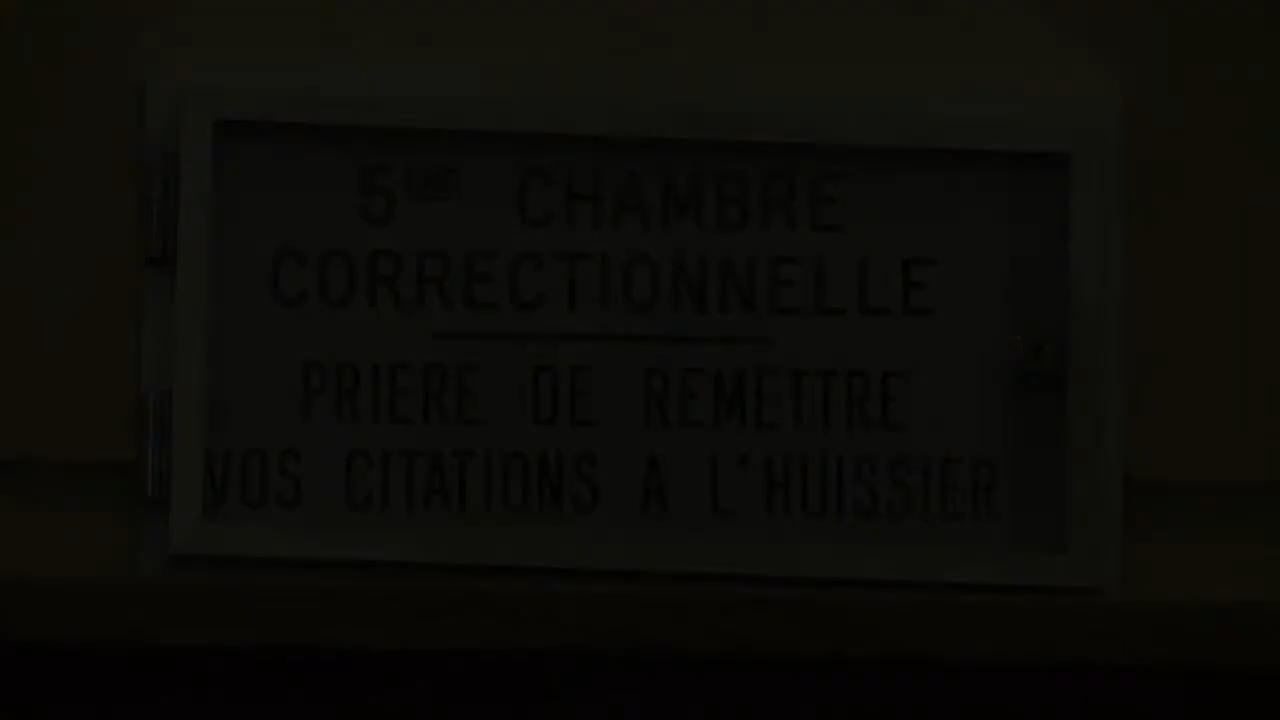 5ème CHAMBRE
CORRECTIONNELLE
PRIERE DE REMETTRE
VOS CITATIONS A L'HUISSIER